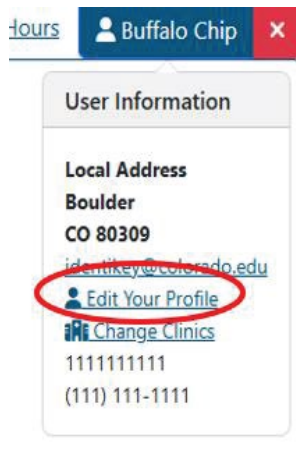 Hours
Buffalo Chip
User Information
Local Address
Boulder
CO 80309
identikey@colorado.edu
Edit Your Profile
Change Clinics
1111111111
(111) 111-1111